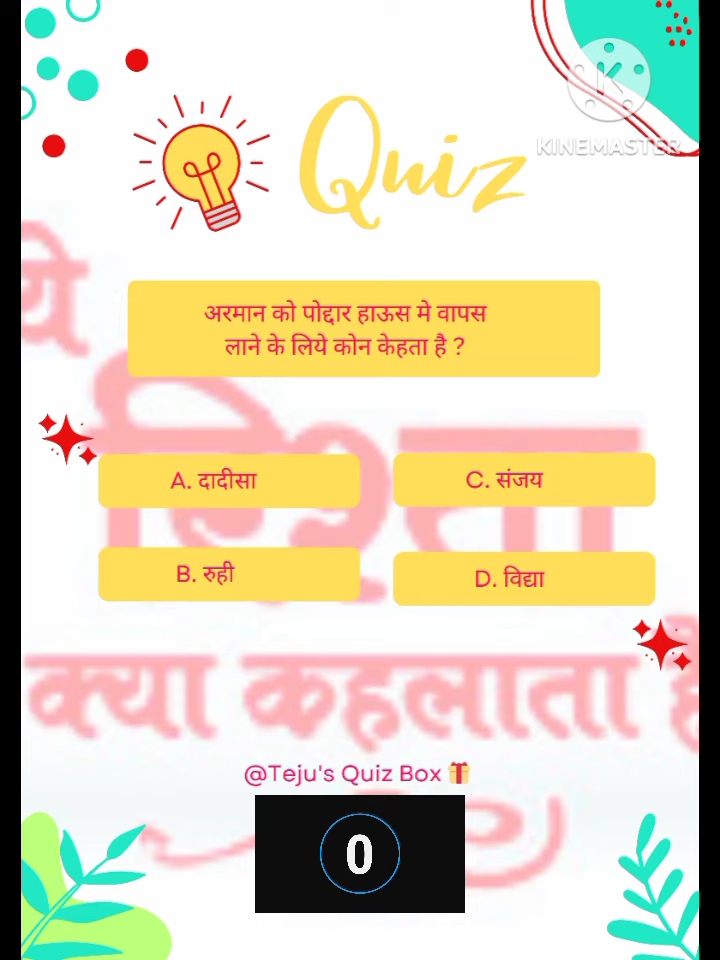 KINEMASTER
Quiz
अरमान को पोद्दार हाऊस मे वापस
लाने के लिये कोन केहता है ?
A. दादीसा
C. संजय
B. रुही
D. विद्या
ये
रिश्ता
क्या कहलाता है
@Teju's Quiz Box
0